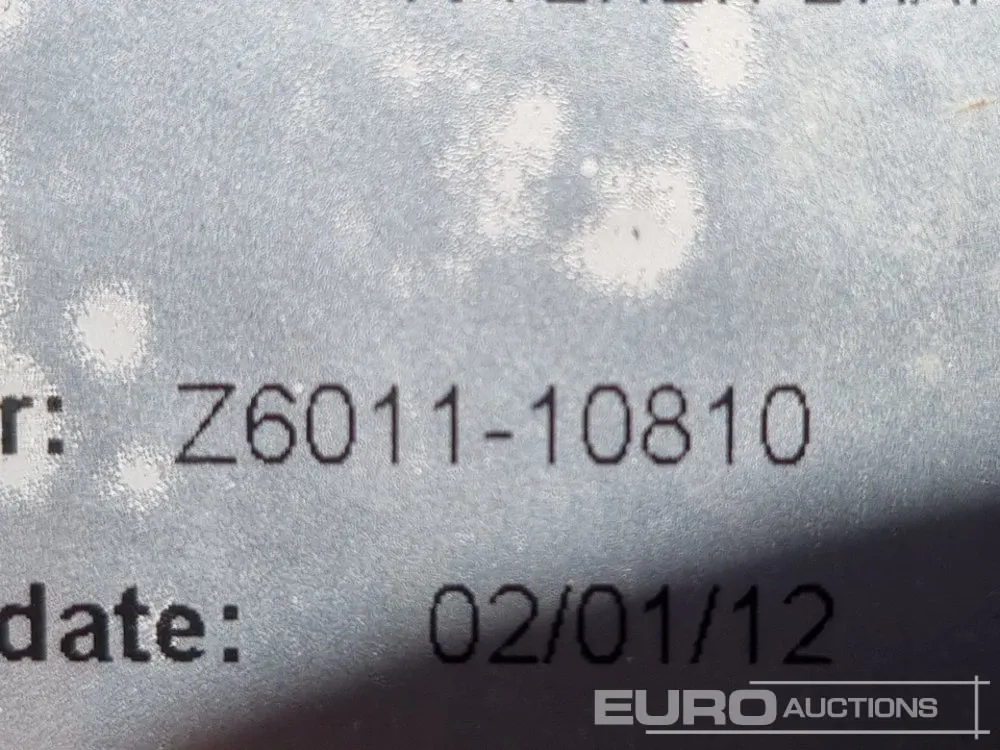 r: Z6011-10810
date: 02/01/12
EURO AUCTIONS